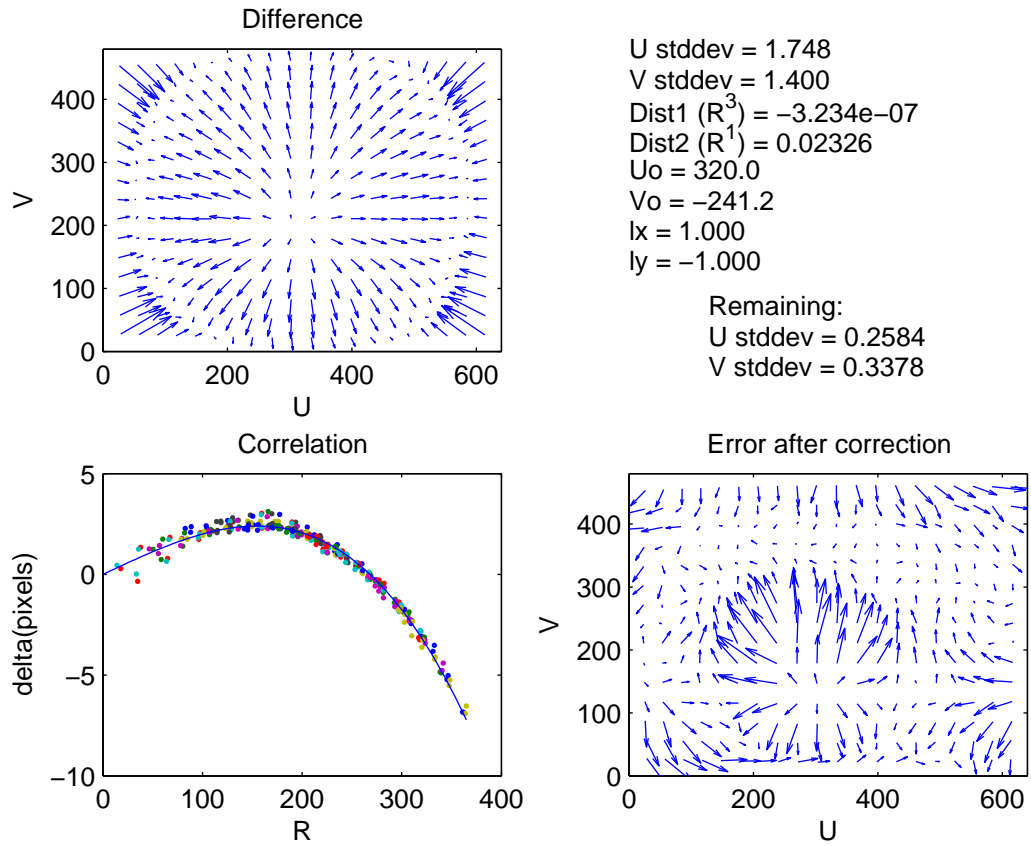 Difference
400
300
200
100
0
V
0 200 400 600
U
U stddev = 1.748
V stddev = 1.400
Dist1 (R^3) = −3.234e−07
Dist2 (R^1) = 0.02326
Uo = 320.0
Vo = −241.2
lx = 1.000
ly = −1.000
Remaining:
U stddev = 0.2584
V stddev = 0.3378
Correlation
5
0
−5
−10
delta(pixels)
0 100 200 300 400
R
Error after correction
400
300
200
100
0
V
0 200 400 600
U